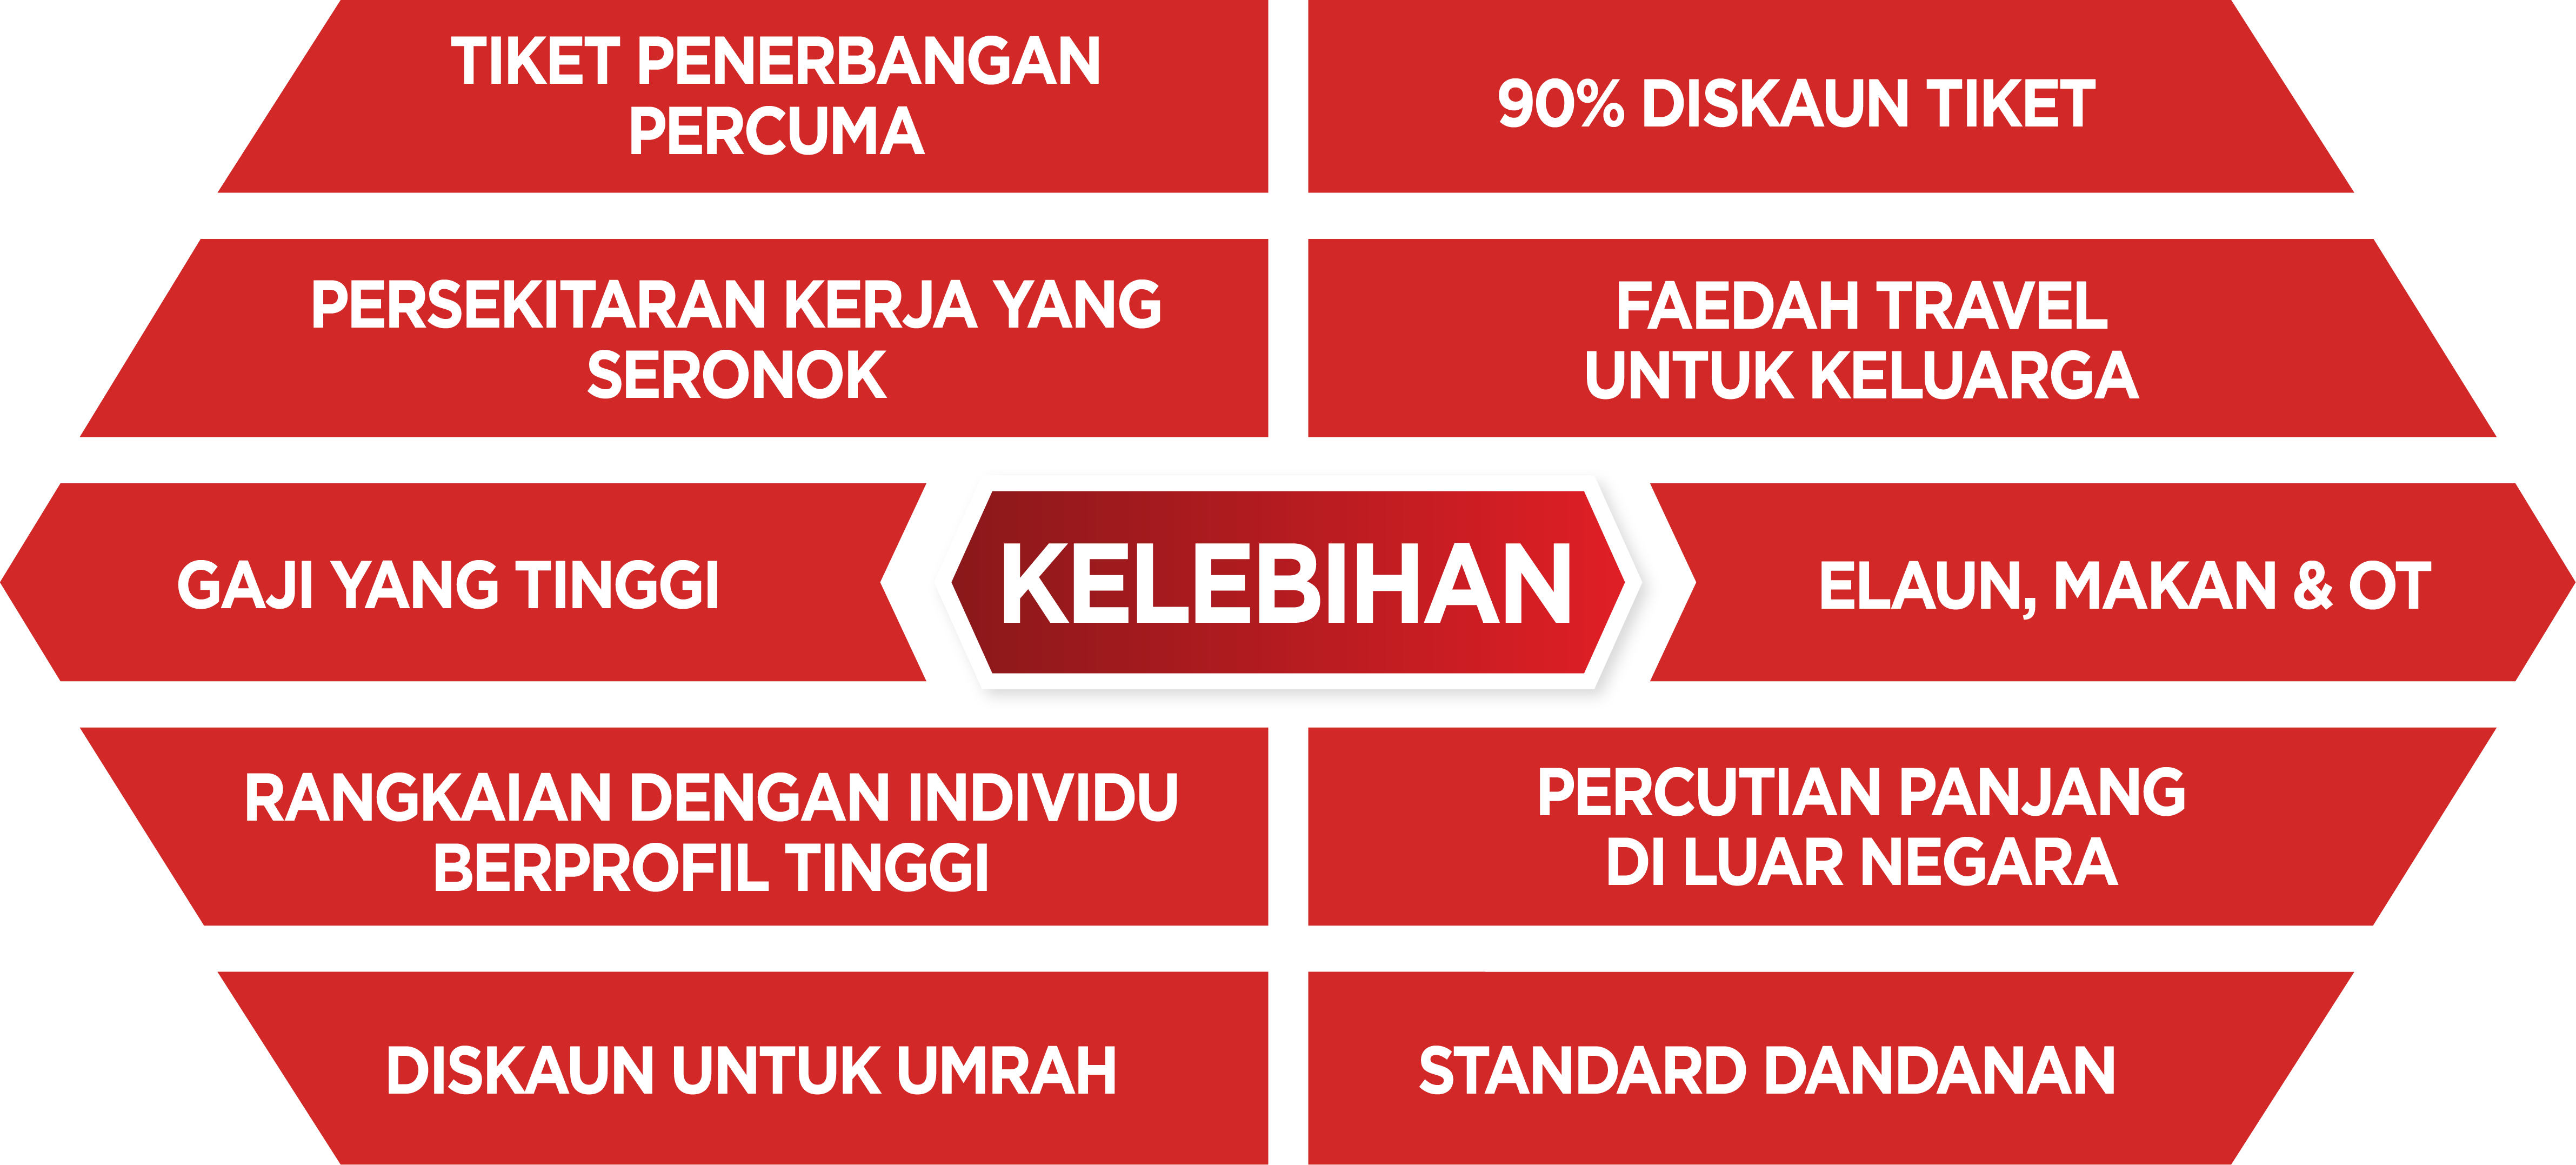 TIKET PENERBANGAN
PERCUMA
90% DISKAUN TIKET
PERSEKITARAN KERJA YANG
SERONOK
FAEDAH TRAVEL
UNTUK KELUARGA
GAJI YANG TINGGI
KELEBIHAN
ELAUN, MAKAN & OT
RANGKAIAN DENGAN INDIVIDU
BERPROFIL TINGGI
PERCUTIAN PANJANG
DI LUAR NEGARA
DISKAUN UNTUK UMRAH
STANDARD DANDANAN